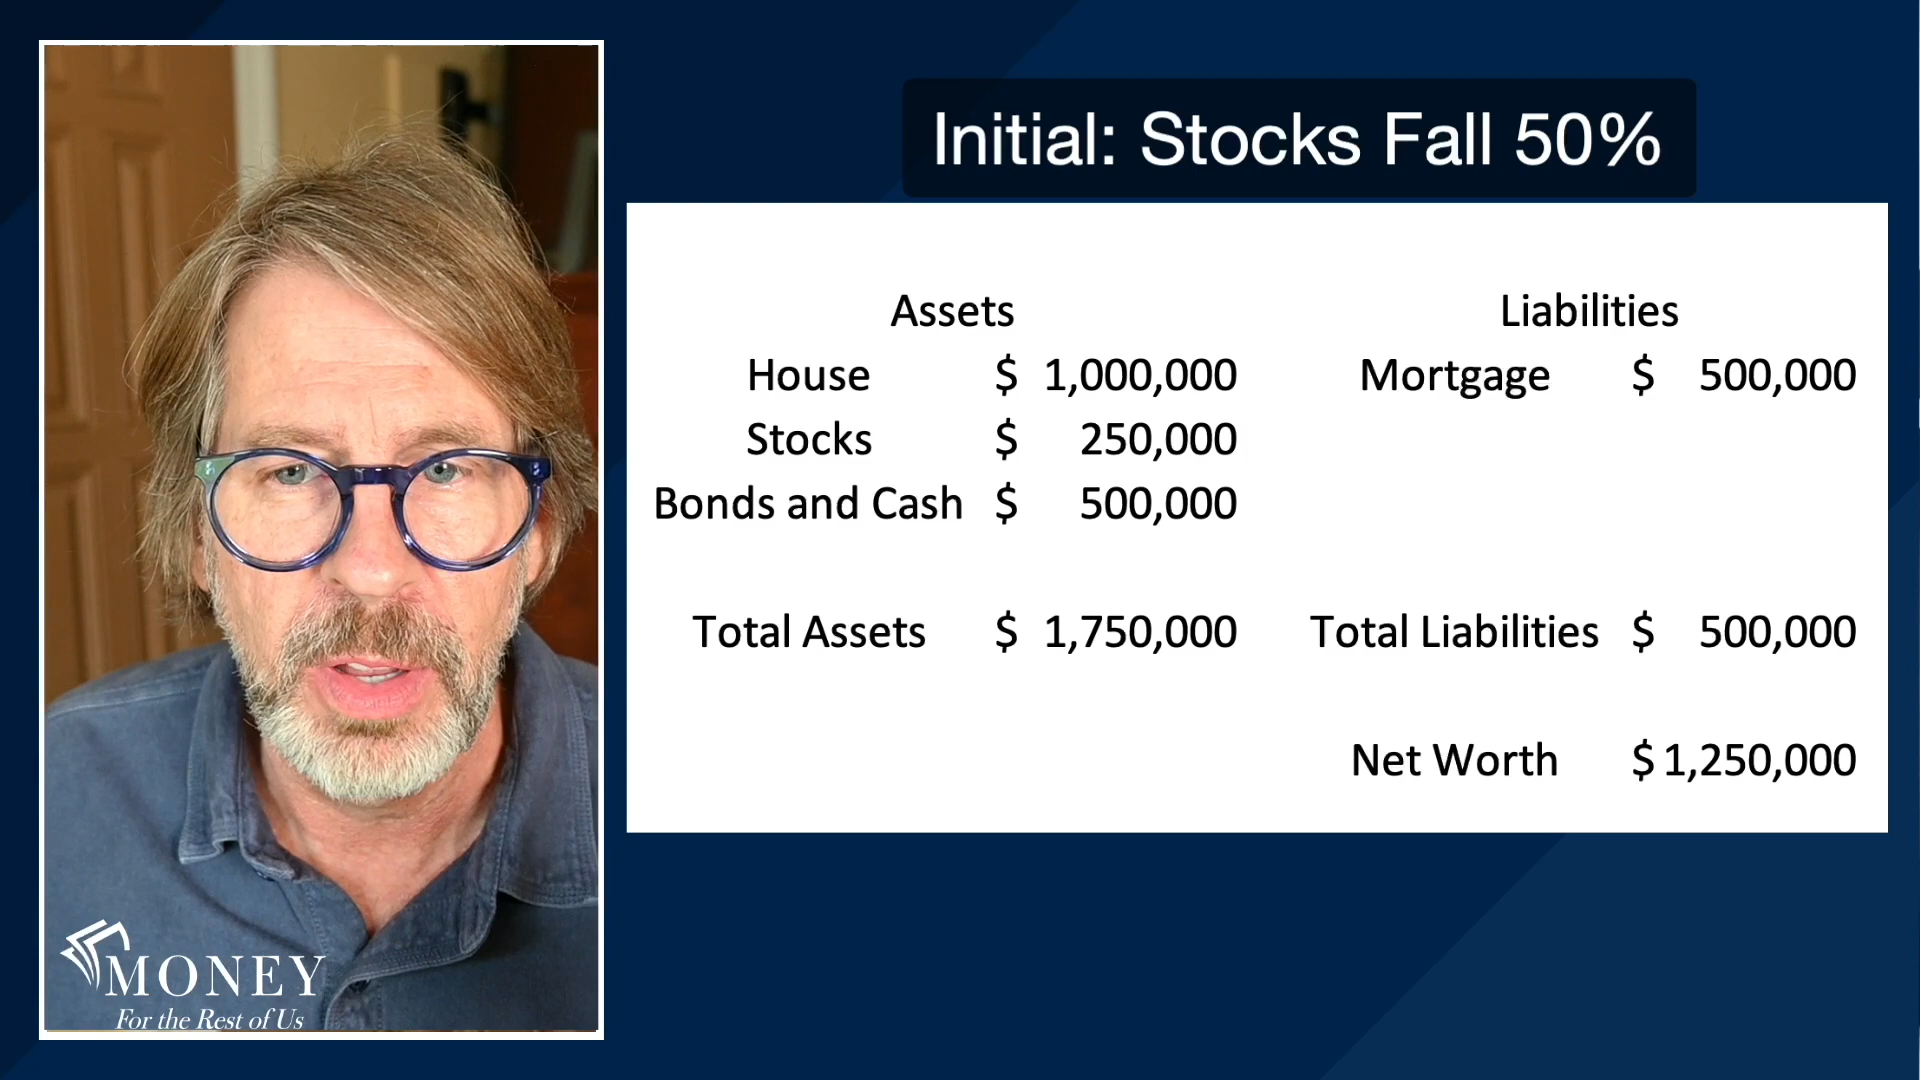 Initial: Stocks Fall 50%
Assets Liabilities
House $ 1,000,000 Mortgage $ 500,000
Stocks $ 250,000
Bonds and Cash $ 500,000
Total Assets $ 1,750,000 Total Liabilities $ 500,000
Net Worth $ 1,250,000
MONEY
For the Rest of Us